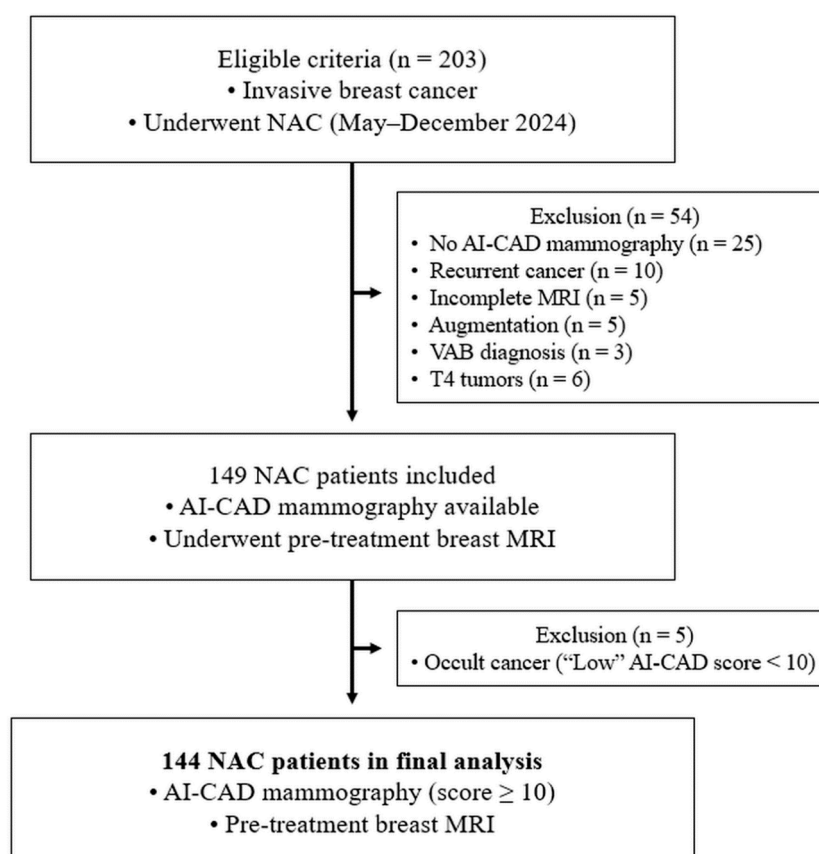 Eligible criteria (n = 203)
• Invasive breast cancer
• Underwent NAC (May–December 2024)
Exclusion (n = 54)
• No AI-CAD mammography (n = 25)
• Recurrent cancer (n = 10)
• Incomplete MRI (n = 5)
• Augmentation (n = 5)
• VAB diagnosis (n = 3)
• T4 tumors (n = 6)
149 NAC patients included
• AI-CAD mammography available
• Underwent pre-treatment breast MRI
Exclusion (n = 5)
• Occult cancer (“Low” AI-CAD score < 10)
144 NAC patients in final analysis
• AI-CAD mammography (score ≥ 10)
• Pre-treatment breast MRI